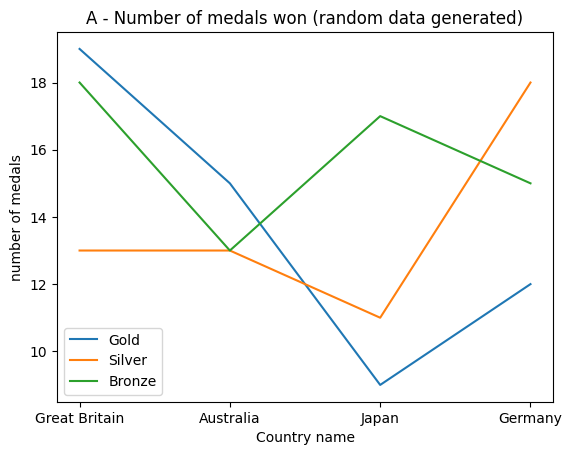 A - Number of medals won (random data generated)
number of medals
18
16
14
12
10
Gold
Silver
Bronze
Great Britain Australia Japan Germany
Country name